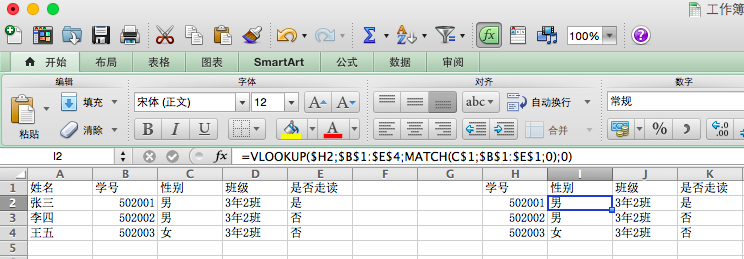 工作簿
100%
开始 布局 表格 图表 SmartArt 公式 数据 审阅
编辑 字体 对齐 数字
粘贴 填充 宋体 (正文) 12 A A abc 自动换行 常规
清除 B I U A 合并 % .0 .00
I2 fx =VLOOKUP($H2;$B$1:$E$4;MATCH(C$1;$B$1:$E$1;0);0)
A B C D E F G H I J K
1 姓名 学号 性别 班级 是否走读 学号 性别 班级 是否走读
2 张三 502001 男 3年2班 是 502001 男 3年2班 是
3 李四 502002 男 3年2班 否 502002 男 3年2班 否
4 王五 502003 女 3年2班 否 502003 女 3年2班 否
5